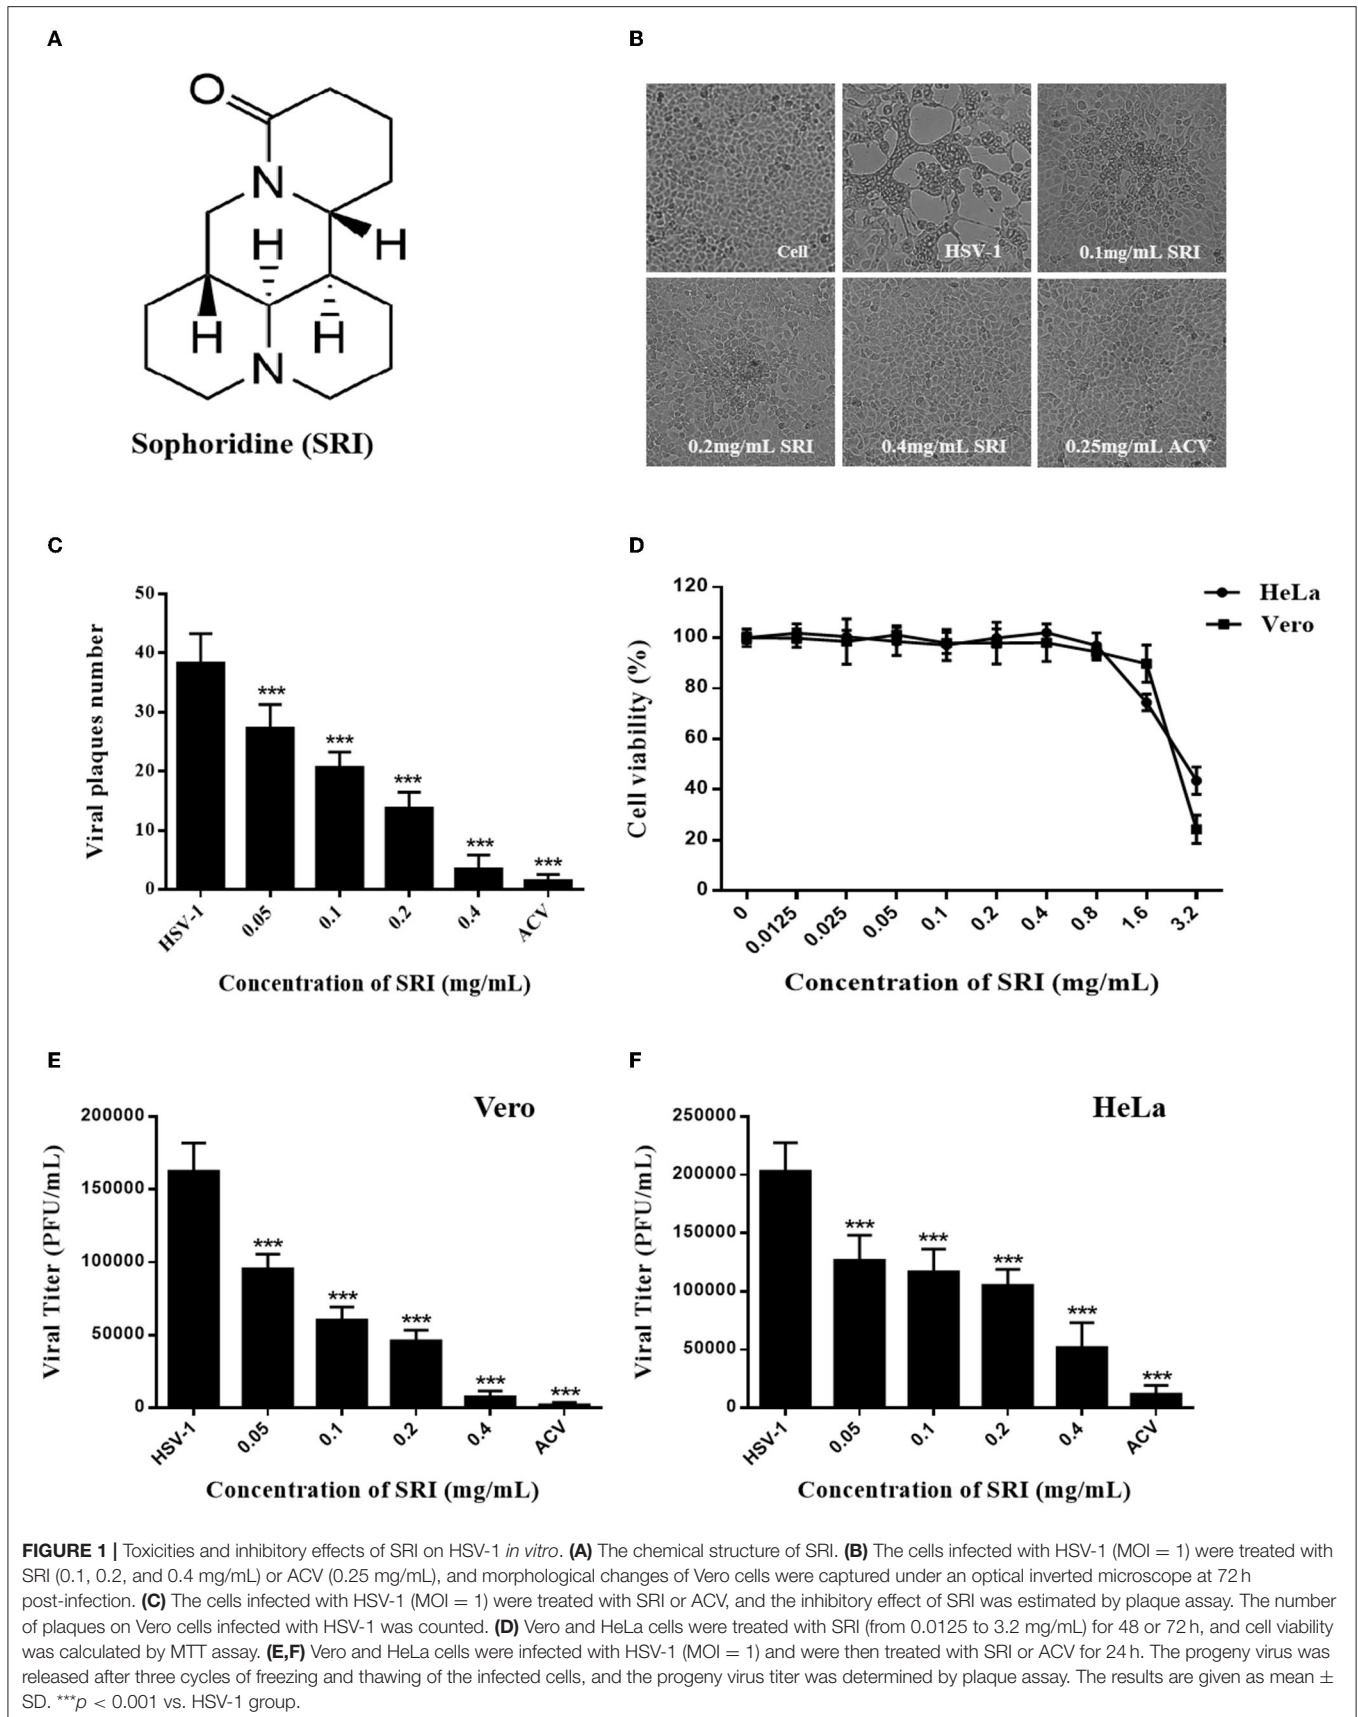 A
O
N
H
H
H
H
N
Sophoridine (SRI)
B
Cell
HSV-1
0.1mg/mL SRI
0.2mg/mL SRI
0.4mg/mL SRI
0.25mg/mL ACV
C
Viral plaques number
50
40
30
20
10
0
***
***
***
***
***
HSV-1
0.05
0.1
0.2
0.4
ACV
Concentration of SRI (mg/mL)
D
Cell viability (%)
120
100
80
60
40
20
0
HeLa
Vero
0
0.0125
0.025
0.05
0.1
0.2
0.4
0.8
1.6
3.2
Concentration of SRI (mg/mL)
E
Vero
Viral Titer (PFU/mL)
200000
150000
100000
50000
0
***
***
***
***
***
HSV-1
0.05
0.1
0.2
0.4
ACV
Concentration of SRI (mg/mL)
F
HeLa
Viral Titer (PFU/mL)
250000
200000
150000
100000
50000
0
***
***
***
***
***
HSV-1
0.05
0.1
0.2
0.4
ACV
Concentration of SRI (mg/mL)
FIGURE 1 | Toxicities and inhibitory effects of SRI on HSV-1 in vitro. (A) The chemical structure of SRI. (B) The cells infected with HSV-1 (MOI = 1) were treated with
SRI (0.1, 0.2, and 0.4 mg/mL) or ACV (0.25 mg/mL), and morphological changes of Vero cells were captured under an optical inverted microscope at 72 h
post-infection. (C) The cells infected with HSV-1 (MOI = 1) were treated with SRI or ACV, and the inhibitory effect of SRI was estimated by plaque assay. The number
of plaques on Vero cells infected with HSV-1 was counted. (D) Vero and HeLa cells were treated with SRI (from 0.0125 to 3.2 mg/mL) for 48 or 72 h, and cell viability
was calculated by MTT assay. (E,F) Vero and HeLa cells were infected with HSV-1 (MOI = 1) and were then treated with SRI or ACV for 24 h. The progeny virus was
released after three cycles of freezing and thawing of the infected cells, and the progeny virus titer was determined by plaque assay. The results are given as mean ±
SD. ***p < 0.001 vs. HSV-1 group.